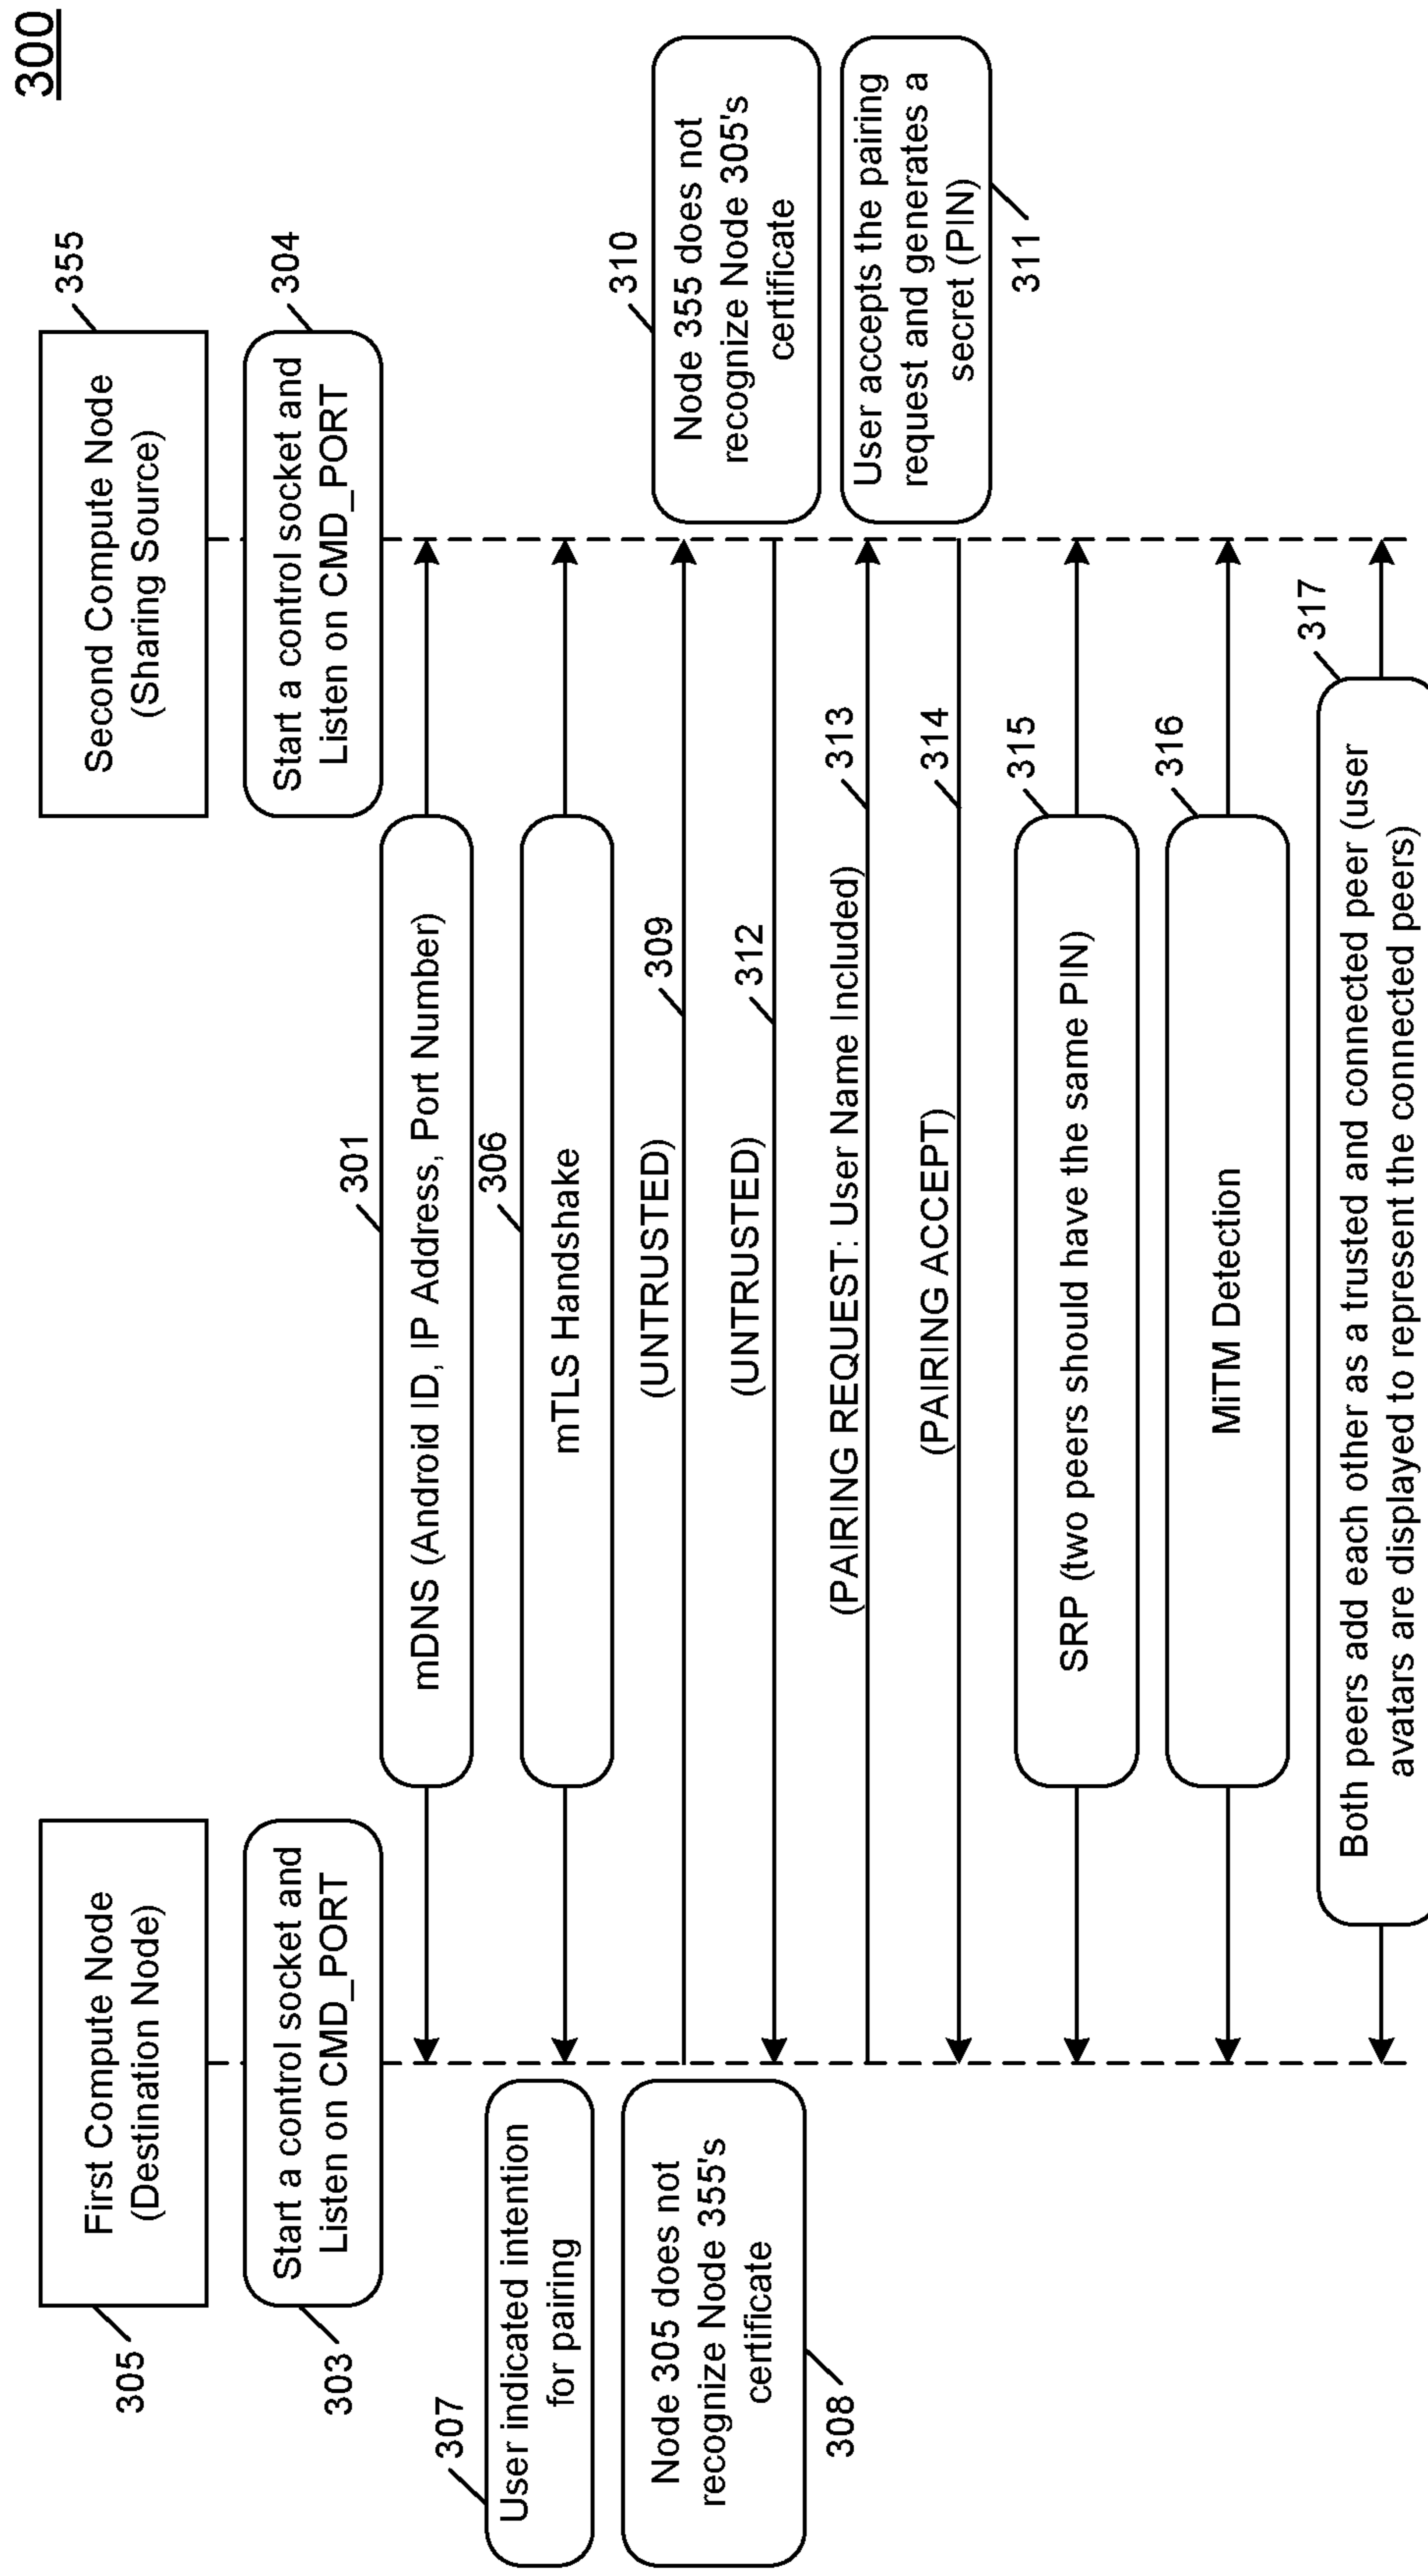 300
First Compute Node
(Destination Node)
305
Second Compute Node
(Sharing Source)
355
Start a control socket and
Listen on CMD_PORT
303
Start a control socket and
Listen on CMD_PORT
304
301
mDNS (Android ID, IP Address, Port Number)
307
User indicated intention
for pairing
306
mTLS Handshake
Node 305 does not
recognize Node 355's
certificate
308
(UNTRUSTED)
309
310
Node 355 does not
recognize Node 305's
certificate
(UNTRUSTED)
312
(PAIRING REQUEST: User Name Included)
313
User accepts the pairing
request and generates a
secret (PIN)
311
(PAIRING ACCEPT)
314
315
SRP (two peers should have the same PIN)
316
MiTM Detection
317
Both peers add each other as a trusted and connected peer (user
avatars are displayed to represent the connected peers)